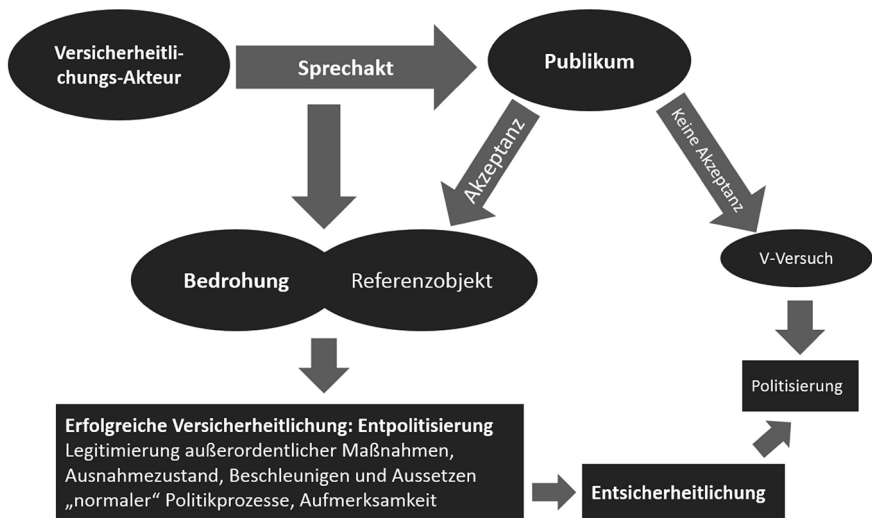 Versicherheitli-
chungs-Akteur
Sprechakt
Publikum
Akzeptanz
Keine Akzeptanz
Bedrohung
Referenzobjekt
V-Versuch
Politisierung
Erfolgreiche Versicherheitlichung: Entpolitisierung
Legitimierung außerordentlicher Maßnahmen,
Ausnahmezustand, Beschleunigen und Aussetzen
„normaler“ Politikprozesse, Aufmerksamkeit
Entsicherheitlichung